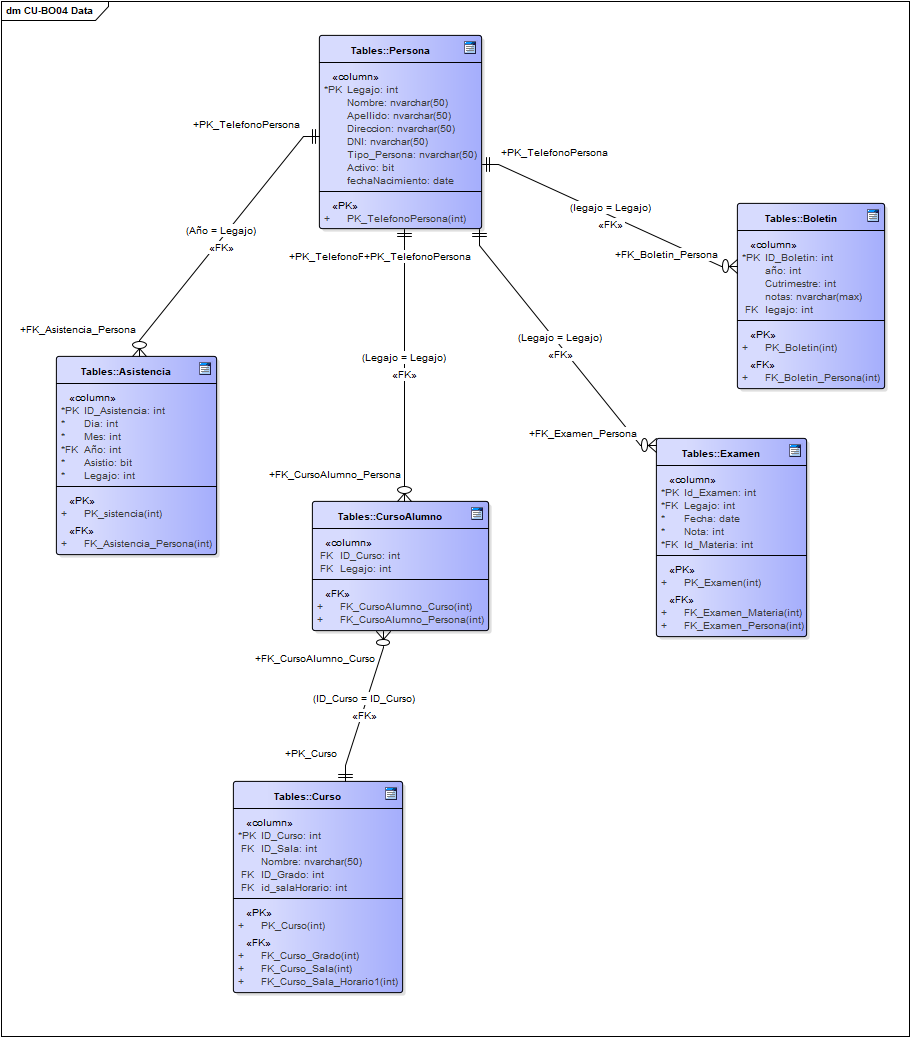 dm CU-BO04 Data
Tables::Persona
«column»
*PK Legajo: int
Nombre: nvarchar(50)
Apellido: nvarchar(50)
Direccion: nvarchar(50)
DNI: nvarchar(50)
Tipo_Persona: nvarchar(50)
Activo: bit
fechaNacimiento: date
«PK»
+ PK_TelefonoPersona(int)
+PK_TelefonoPersona
(Año = Legajo)
«FK»
+FK_Asistencia_Persona
+PK_TelefonoPersona
(legajo = Legajo)
«FK»
+FK_Boletin_Persona
Tables::Boletin
«column»
*PK ID_Boletin: int
año: int
Cutrimestre: int
notas: nvarchar(max)
FK legajo: int
«PK»
+ PK_Boletin(int)
«FK»
+ FK_Boletin_Persona(int)
+PK_TelefonoF+PK_TelefonoPersona
(Legajo = Legajo)
«FK»
+FK_CursoAlumno_Persona
(Legajo = Legajo)
«FK»
+FK_Examen_Persona
Tables::Asistencia
«column»
*PK ID_Asistencia: int
* Dia: int
* Mes: int
*FK Año: int
* Asistio: bit
* Legajo: int
«PK»
+ PK_sistencia(int)
«FK»
+ FK_Asistencia_Persona(int)
Tables::Examen
«column»
*PK Id_Examen: int
*FK Legajo: int
* Fecha: date
* Nota: int
*FK Id_Materia: int
«PK»
+ PK_Examen(int)
«FK»
+ FK_Examen_Materia(int)
+ FK_Examen_Persona(int)
Tables::CursoAlumno
«column»
FK ID_Curso: int
FK Legajo: int
«FK»
+ FK_CursoAlumno_Curso(int)
+ FK_CursoAlumno_Persona(int)
+FK_CursoAlumno_Curso
(ID_Curso = ID_Curso)
«FK»
+PK_Curso
Tables::Curso
«column»
*PK ID_Curso: int
FK ID_Sala: int
Nombre: nvarchar(50)
FK ID_Grado: int
FK id_salaHorario: int
«PK»
+ PK_Curso(int)
«FK»
+ FK_Curso_Grado(int)
+ FK_Curso_Sala(int)
+ FK_Curso_Sala_Horario1(int)